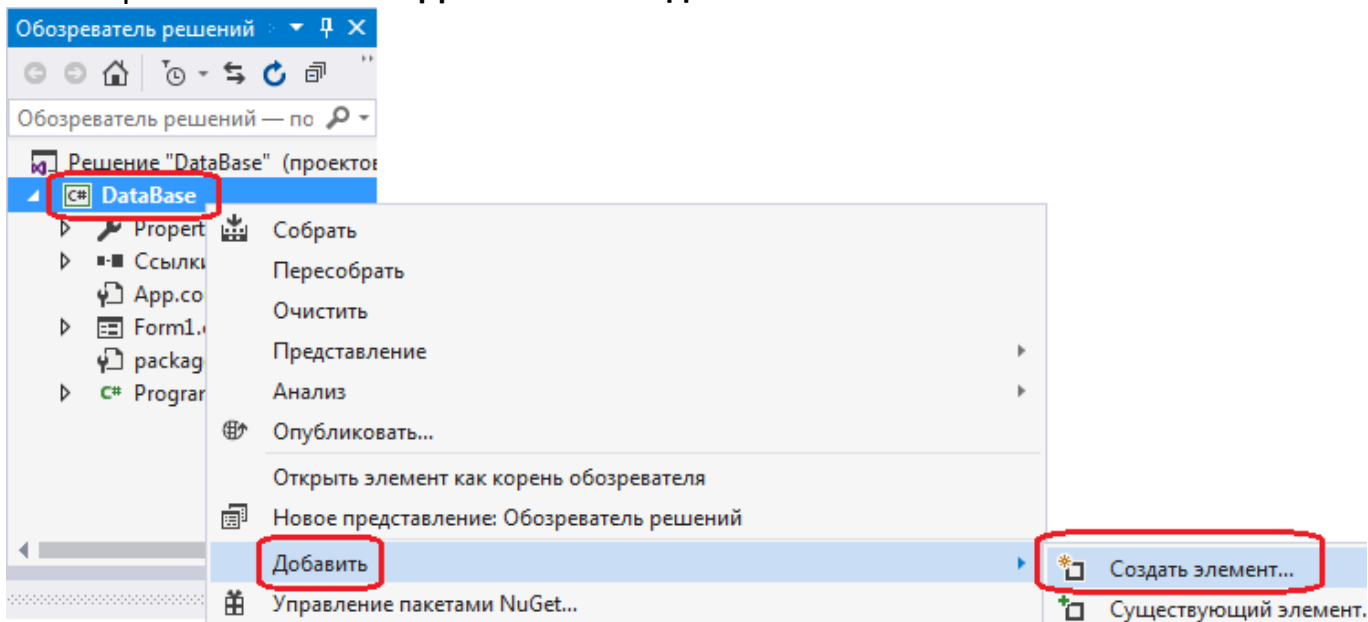 Обозреватель решений
Обозреватель решений — по
Решение "DataBase" (проектов
C# DataBase
Propert
Ссылки
App.co
Form1.
packag
C# Program
Собрать
Пересобрать
Очистить
Представление
Анализ
Опубликовать...
Открыть элемент как корень обозревателя
Новое представление: Обозреватель решений
Добавить
Управление пакетами NuGet...
Создать элемент...
Существующий элемент.